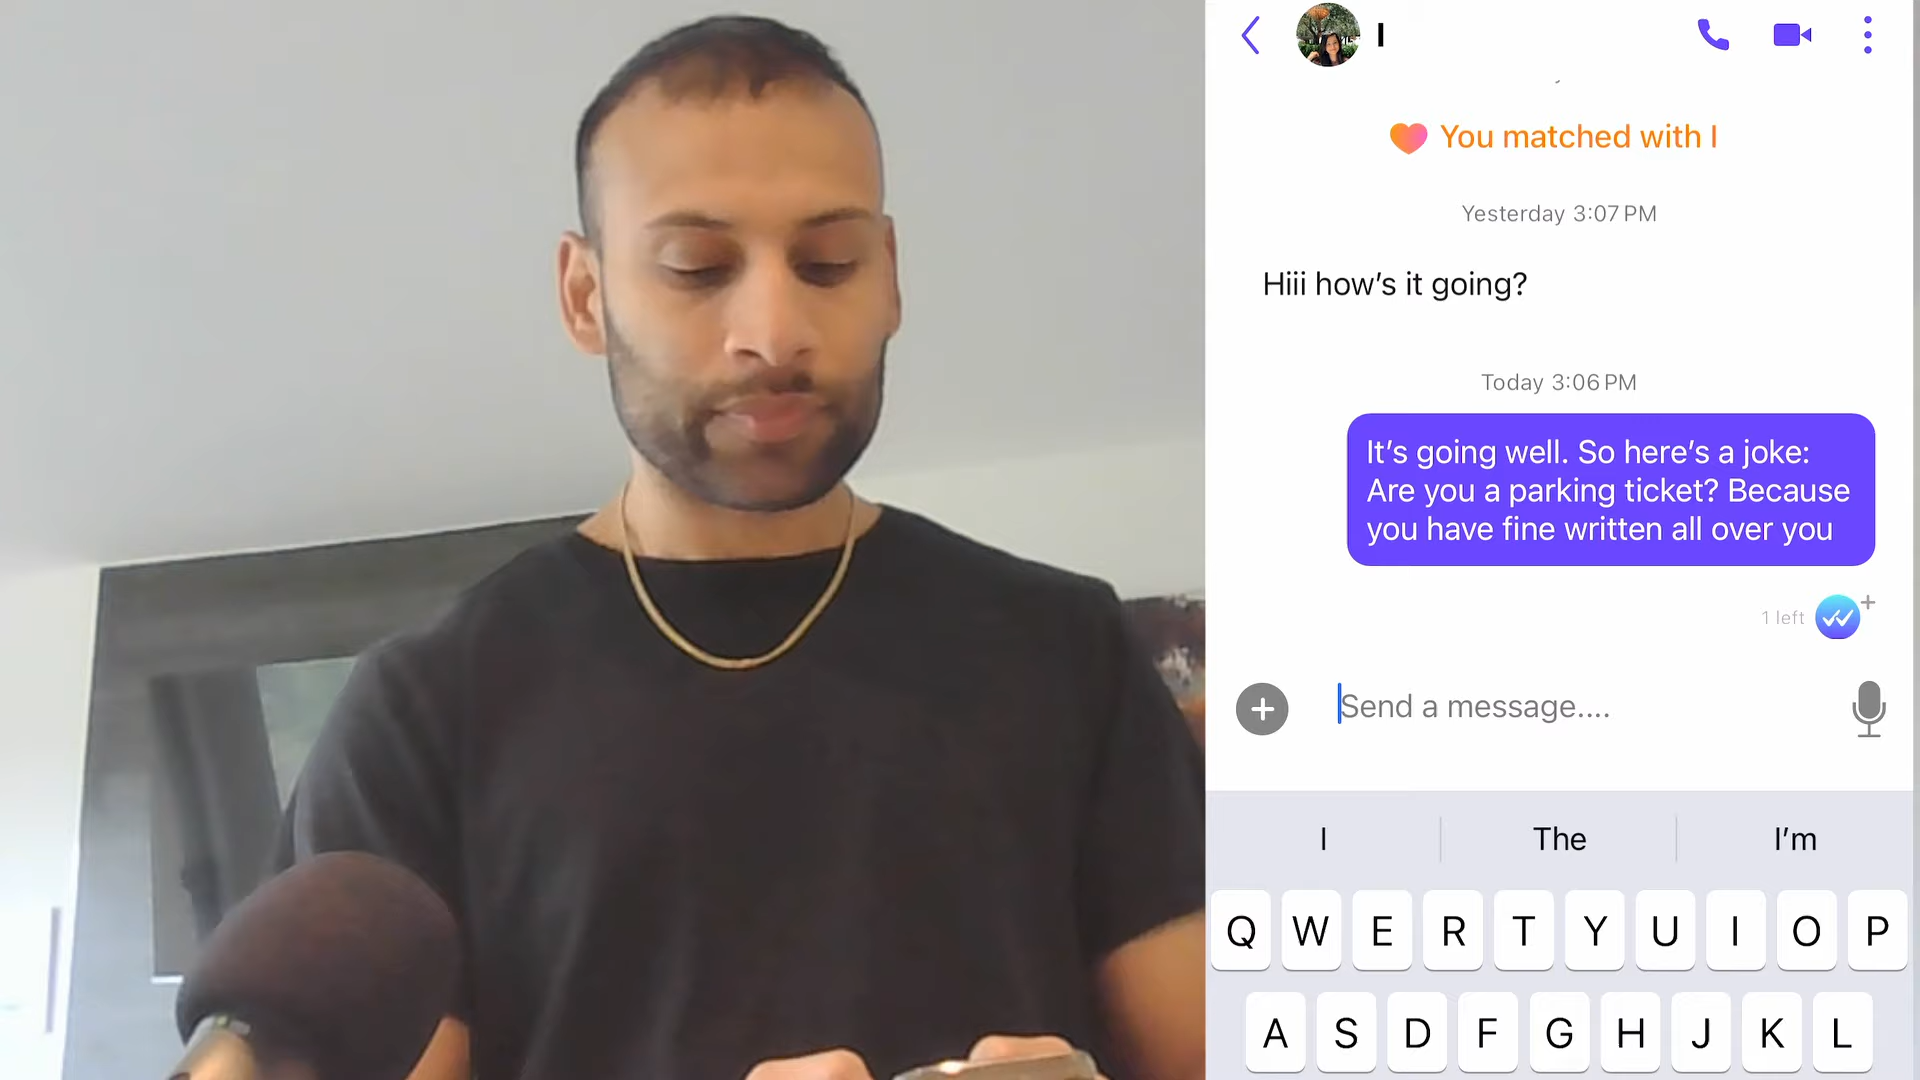 I
You matched with I
Yesterday 3:07 PM
Hiii how's it going?
Today 3:06 PM
It's going well. So here's a joke:
Are you a parking ticket? Because
you have fine written all over you
1 left
Send a message....
I The I'm
Q W E R T Y U I O P
A S D F G H J K L